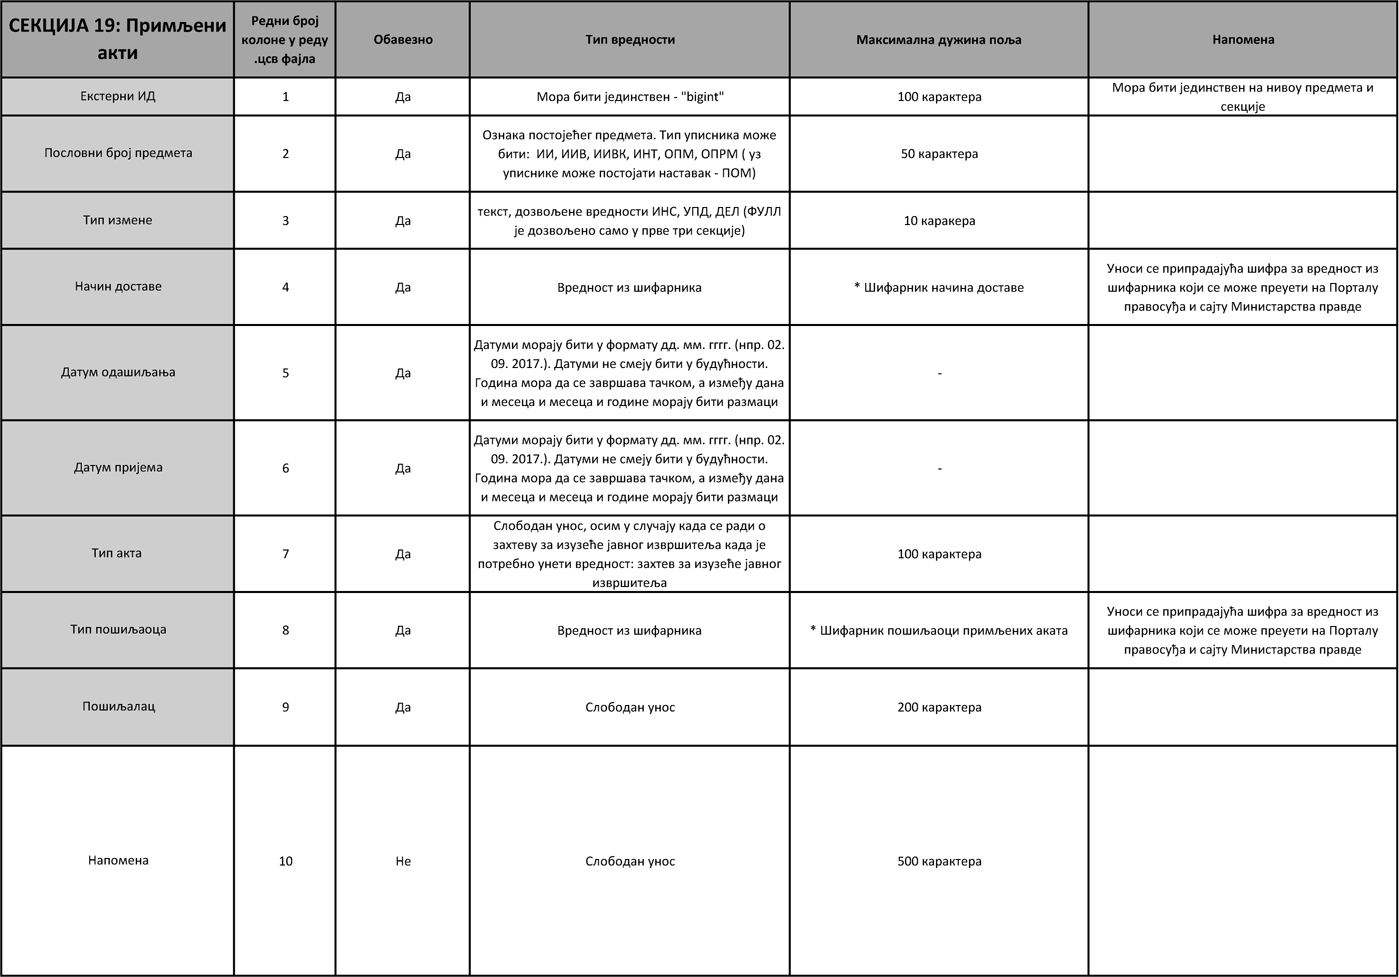 СЕКЦИЈА 19: Примљени
акти
Редни број
колоне у реду
.цсв фајла
Обавезно
Тип вредности
Максимална дужина поља
Напомена
Екстерни ИД
1
Да
Мора бити јединствен - "bigint"
100 карактера
Мора бити јединствен на нивоу предмета и
секције
Пословни број предмета
2
Да
Ознака постојећег предмета. Тип уписника може
бити:  ИИ, ИИВ, ИИВК, ИНТ, ОПМ, ОПРМ ( уз
уписнике може постојати наставак - ПОМ)
50 карактера
Тип измене
3
Да
текст, дозвољене вредности ИНС, УПД, ДЕЛ (ФУЛЛ
је дозвољено само у прве три секције)
10 каракера
Начин доставе
4
Да
Вредност из шифарника
* Шифарник начина доставе
Уноси се припрадајућа шифра за вредност из
шифарника који се може преуети на Порталу
правосуђа и сајту Министарства правде
Датум одашиљања
5
Да
Датуми морају бити у формату дд. мм. гггг. (нпр. 02.
09. 2017.). Датуми не смеју бити у будућности.
Година мора да се завршава тачком, а између дана
и месеца и месеца и године морају бити размаци
-
Датум пријема
6
Да
Датуми морају бити у формату дд. мм. гггг. (нпр. 02.
09. 2017.). Датуми не смеју бити у будућности.
Година мора да се завршава тачком, а између дана
и месеца и месеца и године морају бити размаци
-
Тип акта
7
Да
Слободан унос, осим у случају када се ради о
захтеву за изузеће јавног извршитеља када је
потребно унети вредност: захтев за изузеће јавног
извршитеља
100 карактера
Тип пошиљаоца
8
Да
Вредност из шифарника
* Шифарник пошиљаоци примљених аката
Уноси се припрадајућа шифра за вредност из
шифарника који се може преуети на Порталу
правосуђа и сајту Министарства правде
Пошиљалац
9
Да
Слободан унос
200 карактера
Напомена
10
Не
Слободан унос
500 карактера